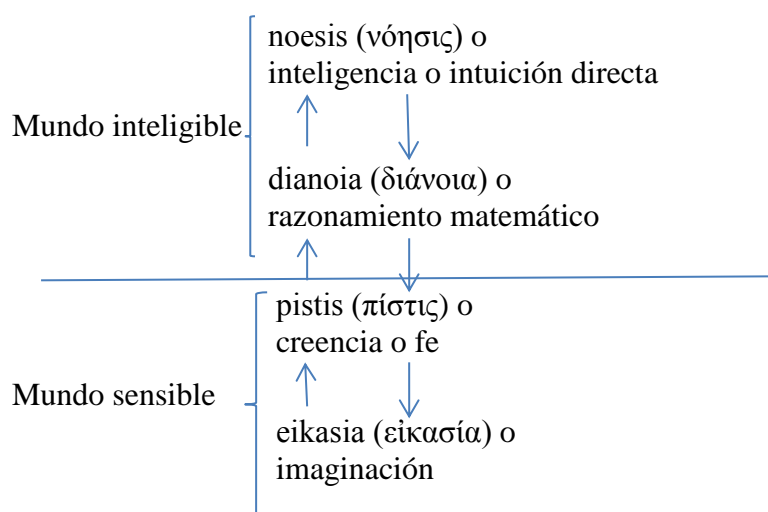 noesis (νόησις) o
inteligencia o intuición directa
Mundo inteligible
dianoia (διάνοια) o
razonamiento matemático
pistis (πίστις) o
creencia o fe
Mundo sensible
eikasia (εἰκασία) o
imaginación